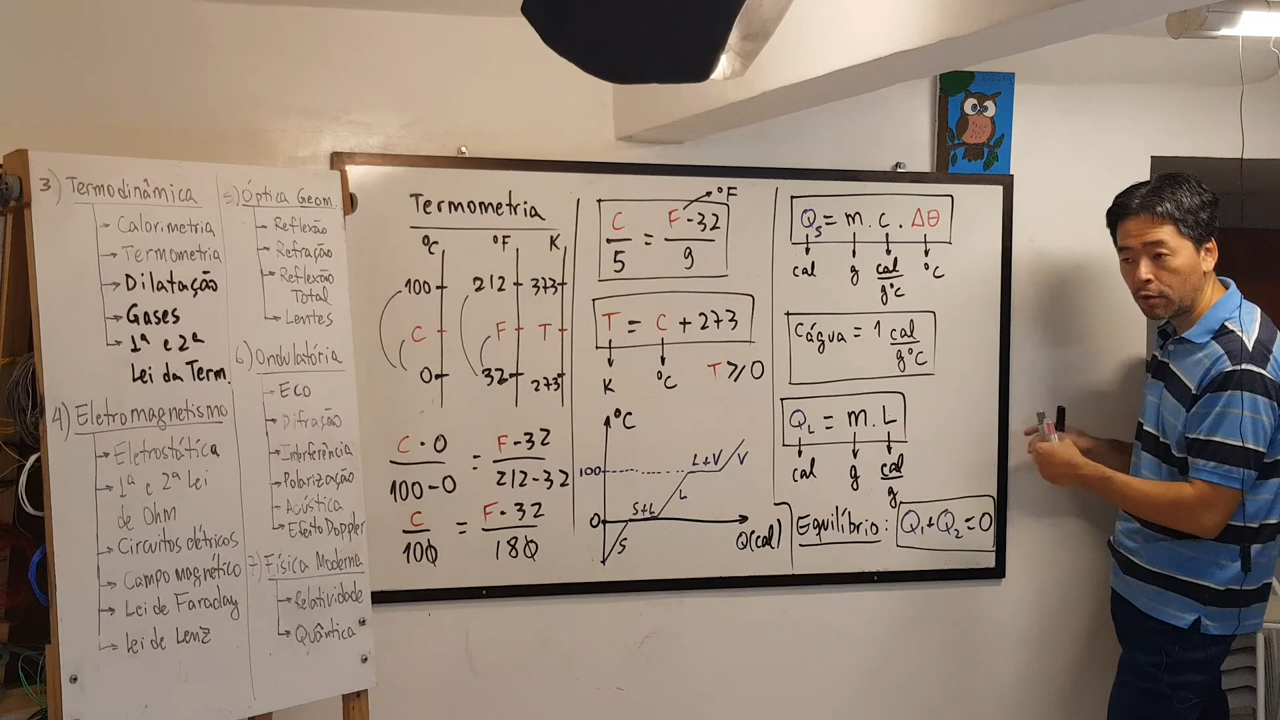 3) Termodinâmica
Calorimetria
Termometria
Dilatação
Gases
1ª e 2ª
Lei da Term.
4) Eletromagnetismo
Eletrostática
1ª e 2ª Lei
de Ohm
Circuitos elétricos
Campo magnético
Lei de Faraday
Lei de Lenz
5) Óptica Geom.
Reflexão
Refração
Reflexão
Total
Lentes
6) Ondulatória
Eco
Difração
Interferência
Polarização
Acústica
Efeito Doppler
7) Física Moderna
Relatividade
Quântica
Termometria
°C °F K
100 212 373
C F T
0 32 273
C - 0 / 100 - 0 = F - 32 / 212 - 32
C / 100 = F - 32 / 180
°F
C / 5 = F - 32 / 9
T = C + 273
K °C T ≥ 0
°C
100 L+V V
L
0 S+L
S
Q(cal)
Qs = m . c . Δθ
cal g cal/g°C °C
Cágua = 1 cal/g°C
QL = m . L
cal g cal/g
Equilíbrio: Q1 + Q2 = 0